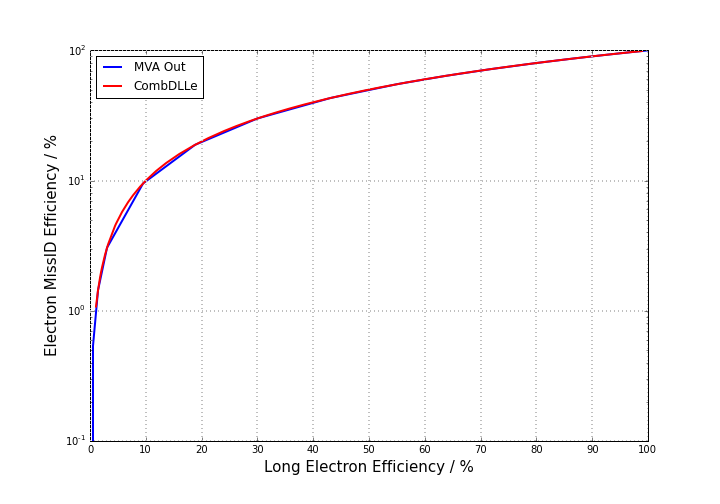 MVA Out
CombDLLe
Electron MissID Efficiency / %
10²
10¹
10⁰
10⁻¹
0 10 20 30 40 50 60 70 80 90 100
Long Electron Efficiency / %